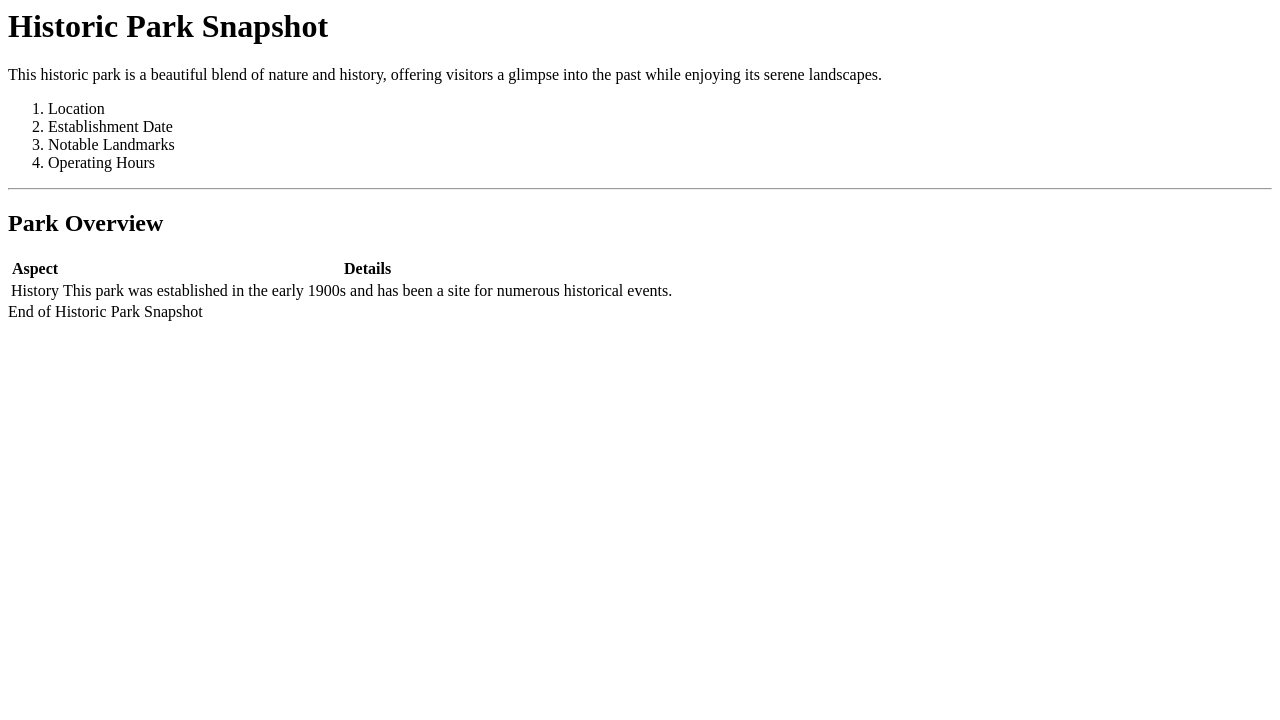 Historic Park Snapshot
This historic park is a beautiful blend of nature and history, offering visitors a glimpse into the past while enjoying its serene landscapes.
1. Location
2. Establishment Date
3. Notable Landmarks
4. Operating Hours
Park Overview
Aspect Details
History This park was established in the early 1900s and has been a site for numerous historical events.
End of Historic Park Snapshot